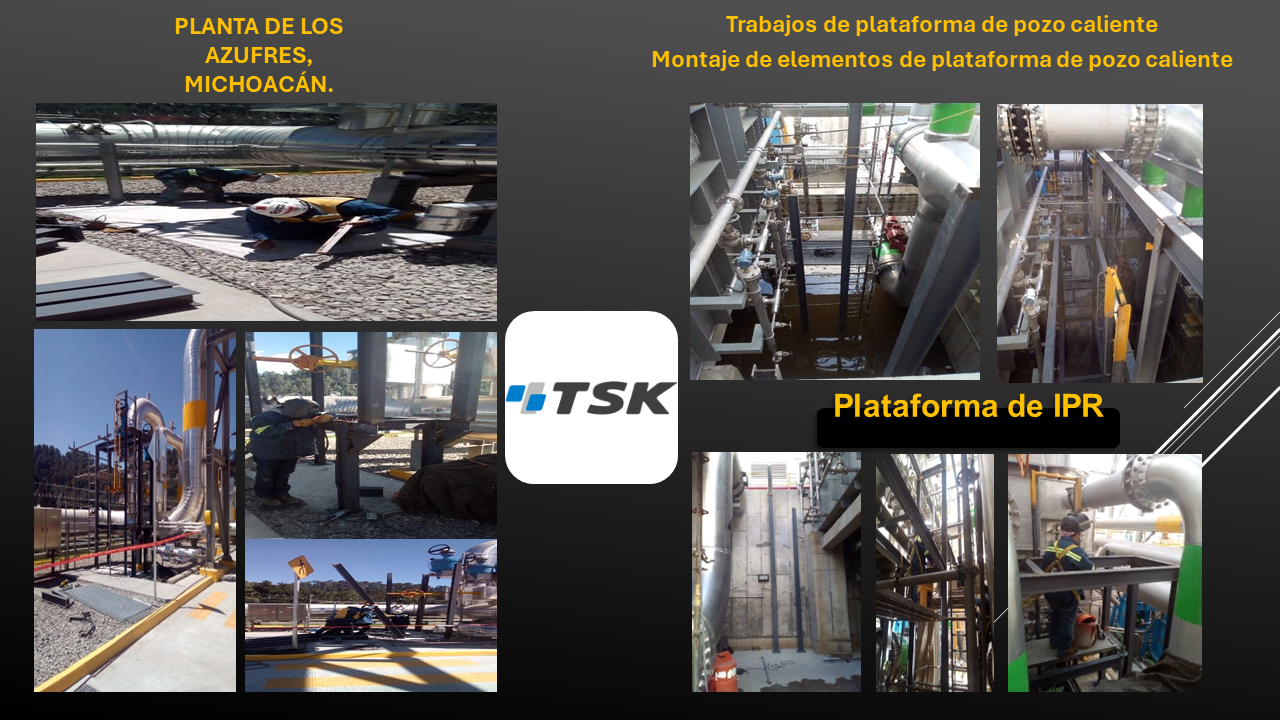 PLANTA DE LOS
AZUFRES,
MICHOACÁN.
Trabajos de plataforma de pozo caliente
Montaje de elementos de plataforma de pozo caliente
TSK
Plataforma de IPR